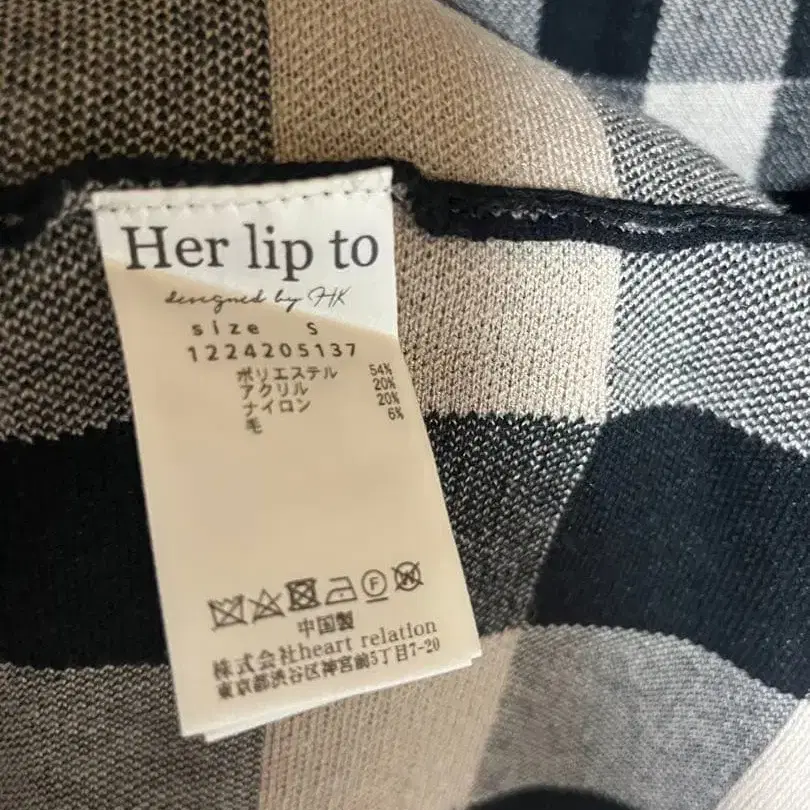 Her lip to
designed by HK
size S
1224205137
ポリエステル 54%
アクリル 20%
ナイロン 20%
毛 6%
F
W
中国製
株式会社heart relation
東京都渋谷区神宮前5丁目7-20